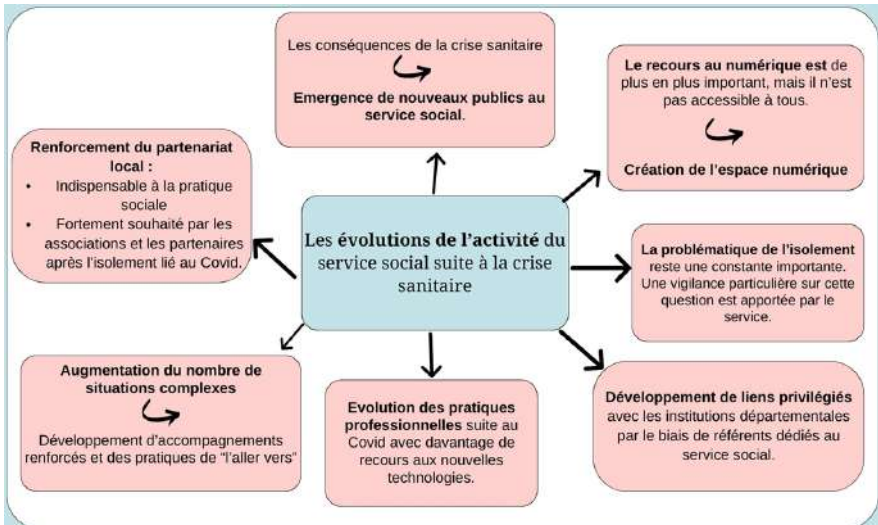 Les conséquences de la crise sanitaire
Emergence de nouveaux publics au
service social.
Le recours au numérique est de
plus en plus important, mais il n'est
pas accessible à tous.
Création de l'espace numérique
Renforcement du partenariat
local :
• Indispensable à la pratique
sociale
• Fortement souhaité par les
associations et les partenaires
après l'isolement lié au Covid.
Les évolutions de l'activité du
service social suite à la crise
sanitaire
La problématique de l'isolement
reste une constante importante.
Une vigilance particulière sur cette
question est apportée par le
service.
Augmentation du nombre de
situations complexes
Développement d'accompagnements
renforcés et des pratiques de "l'aller vers"
Evolution des pratiques
professionnelles suite au
Covid avec davantage de
recours aux nouvelles
technologies.
Développement de liens privilégiés
avec les institutions départementales
par le biais de référents dédiés au
service social.